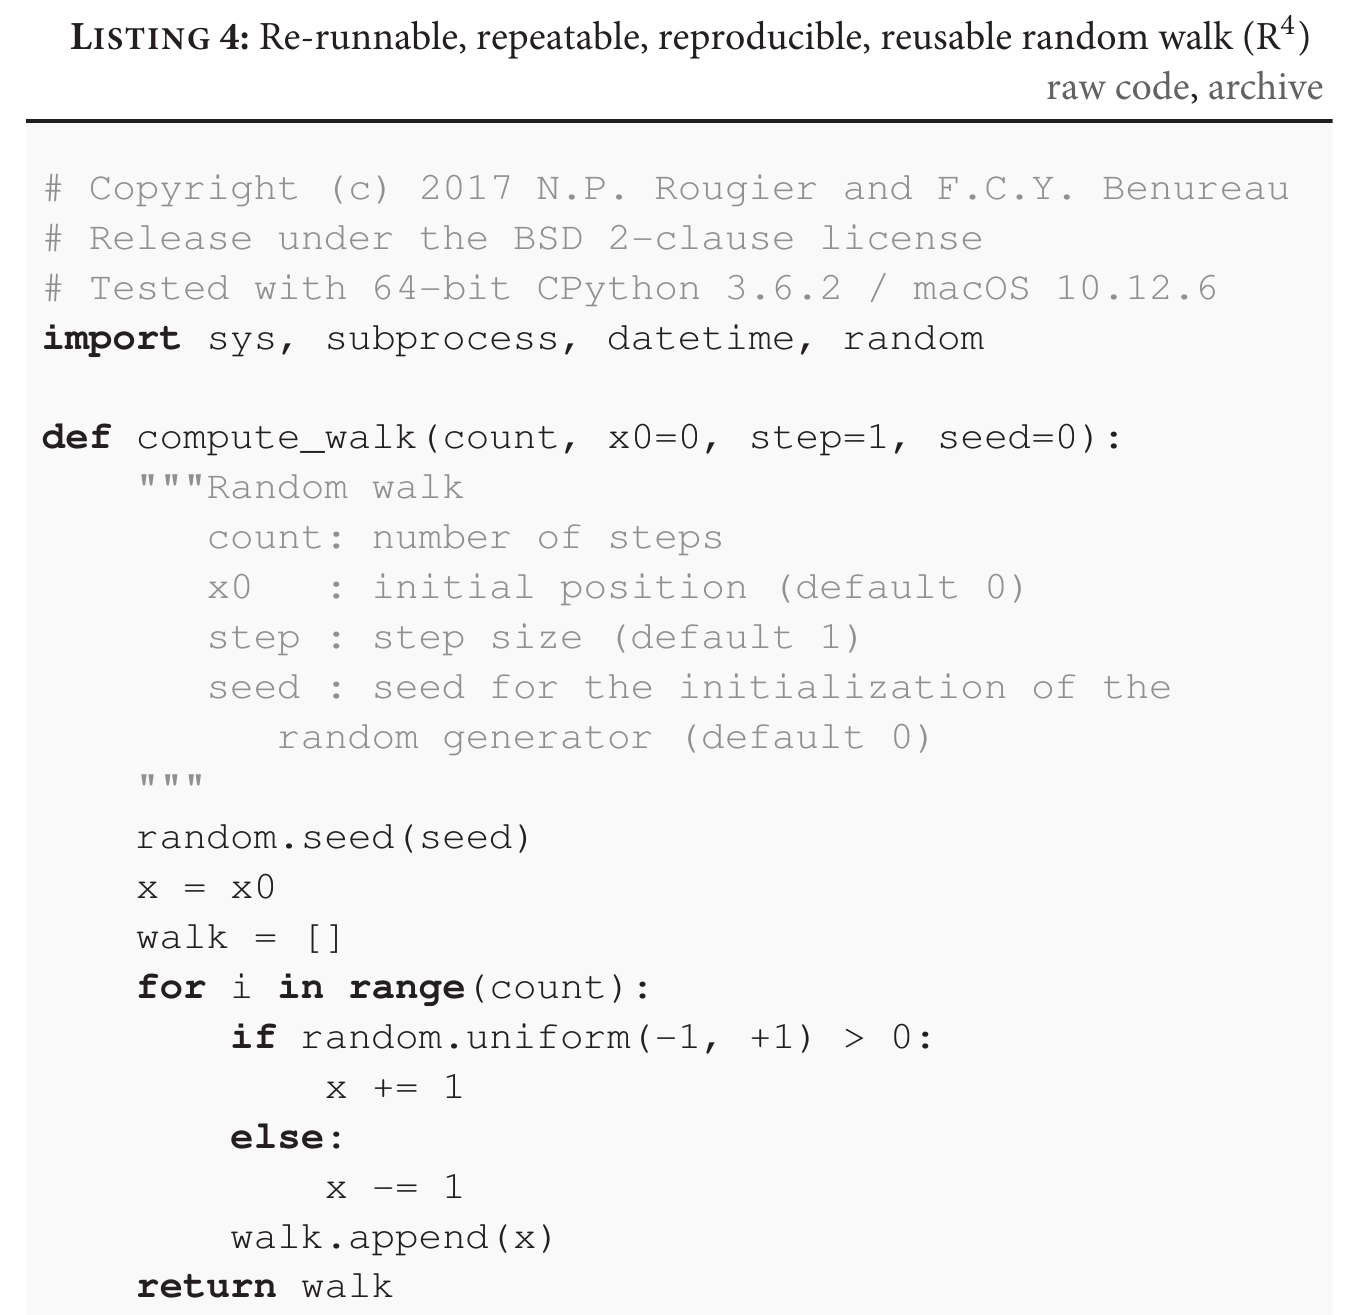 LISTING 4: Re-runnable, repeatable, reproducible, reusable random walk (R⁴)
raw code, archive
# Copyright (c) 2017 N.P. Rougier and F.C.Y. Benureau
# Release under the BSD 2-clause license
# Tested with 64-bit CPython 3.6.2 / macOS 10.12.6
import sys, subprocess, datetime, random

def compute_walk(count, x0=0, step=1, seed=0):
    """Random walk
       count: number of steps
       x0   : initial position (default 0)
       step : step size (default 1)
       seed : seed for the initialization of the
          random generator (default 0)
    """
    random.seed(seed)
    x = x0
    walk = []
    for i in range(count):
        if random.uniform(-1, +1) > 0:
            x += 1
        else:
            x -= 1
        walk.append(x)
    return walk